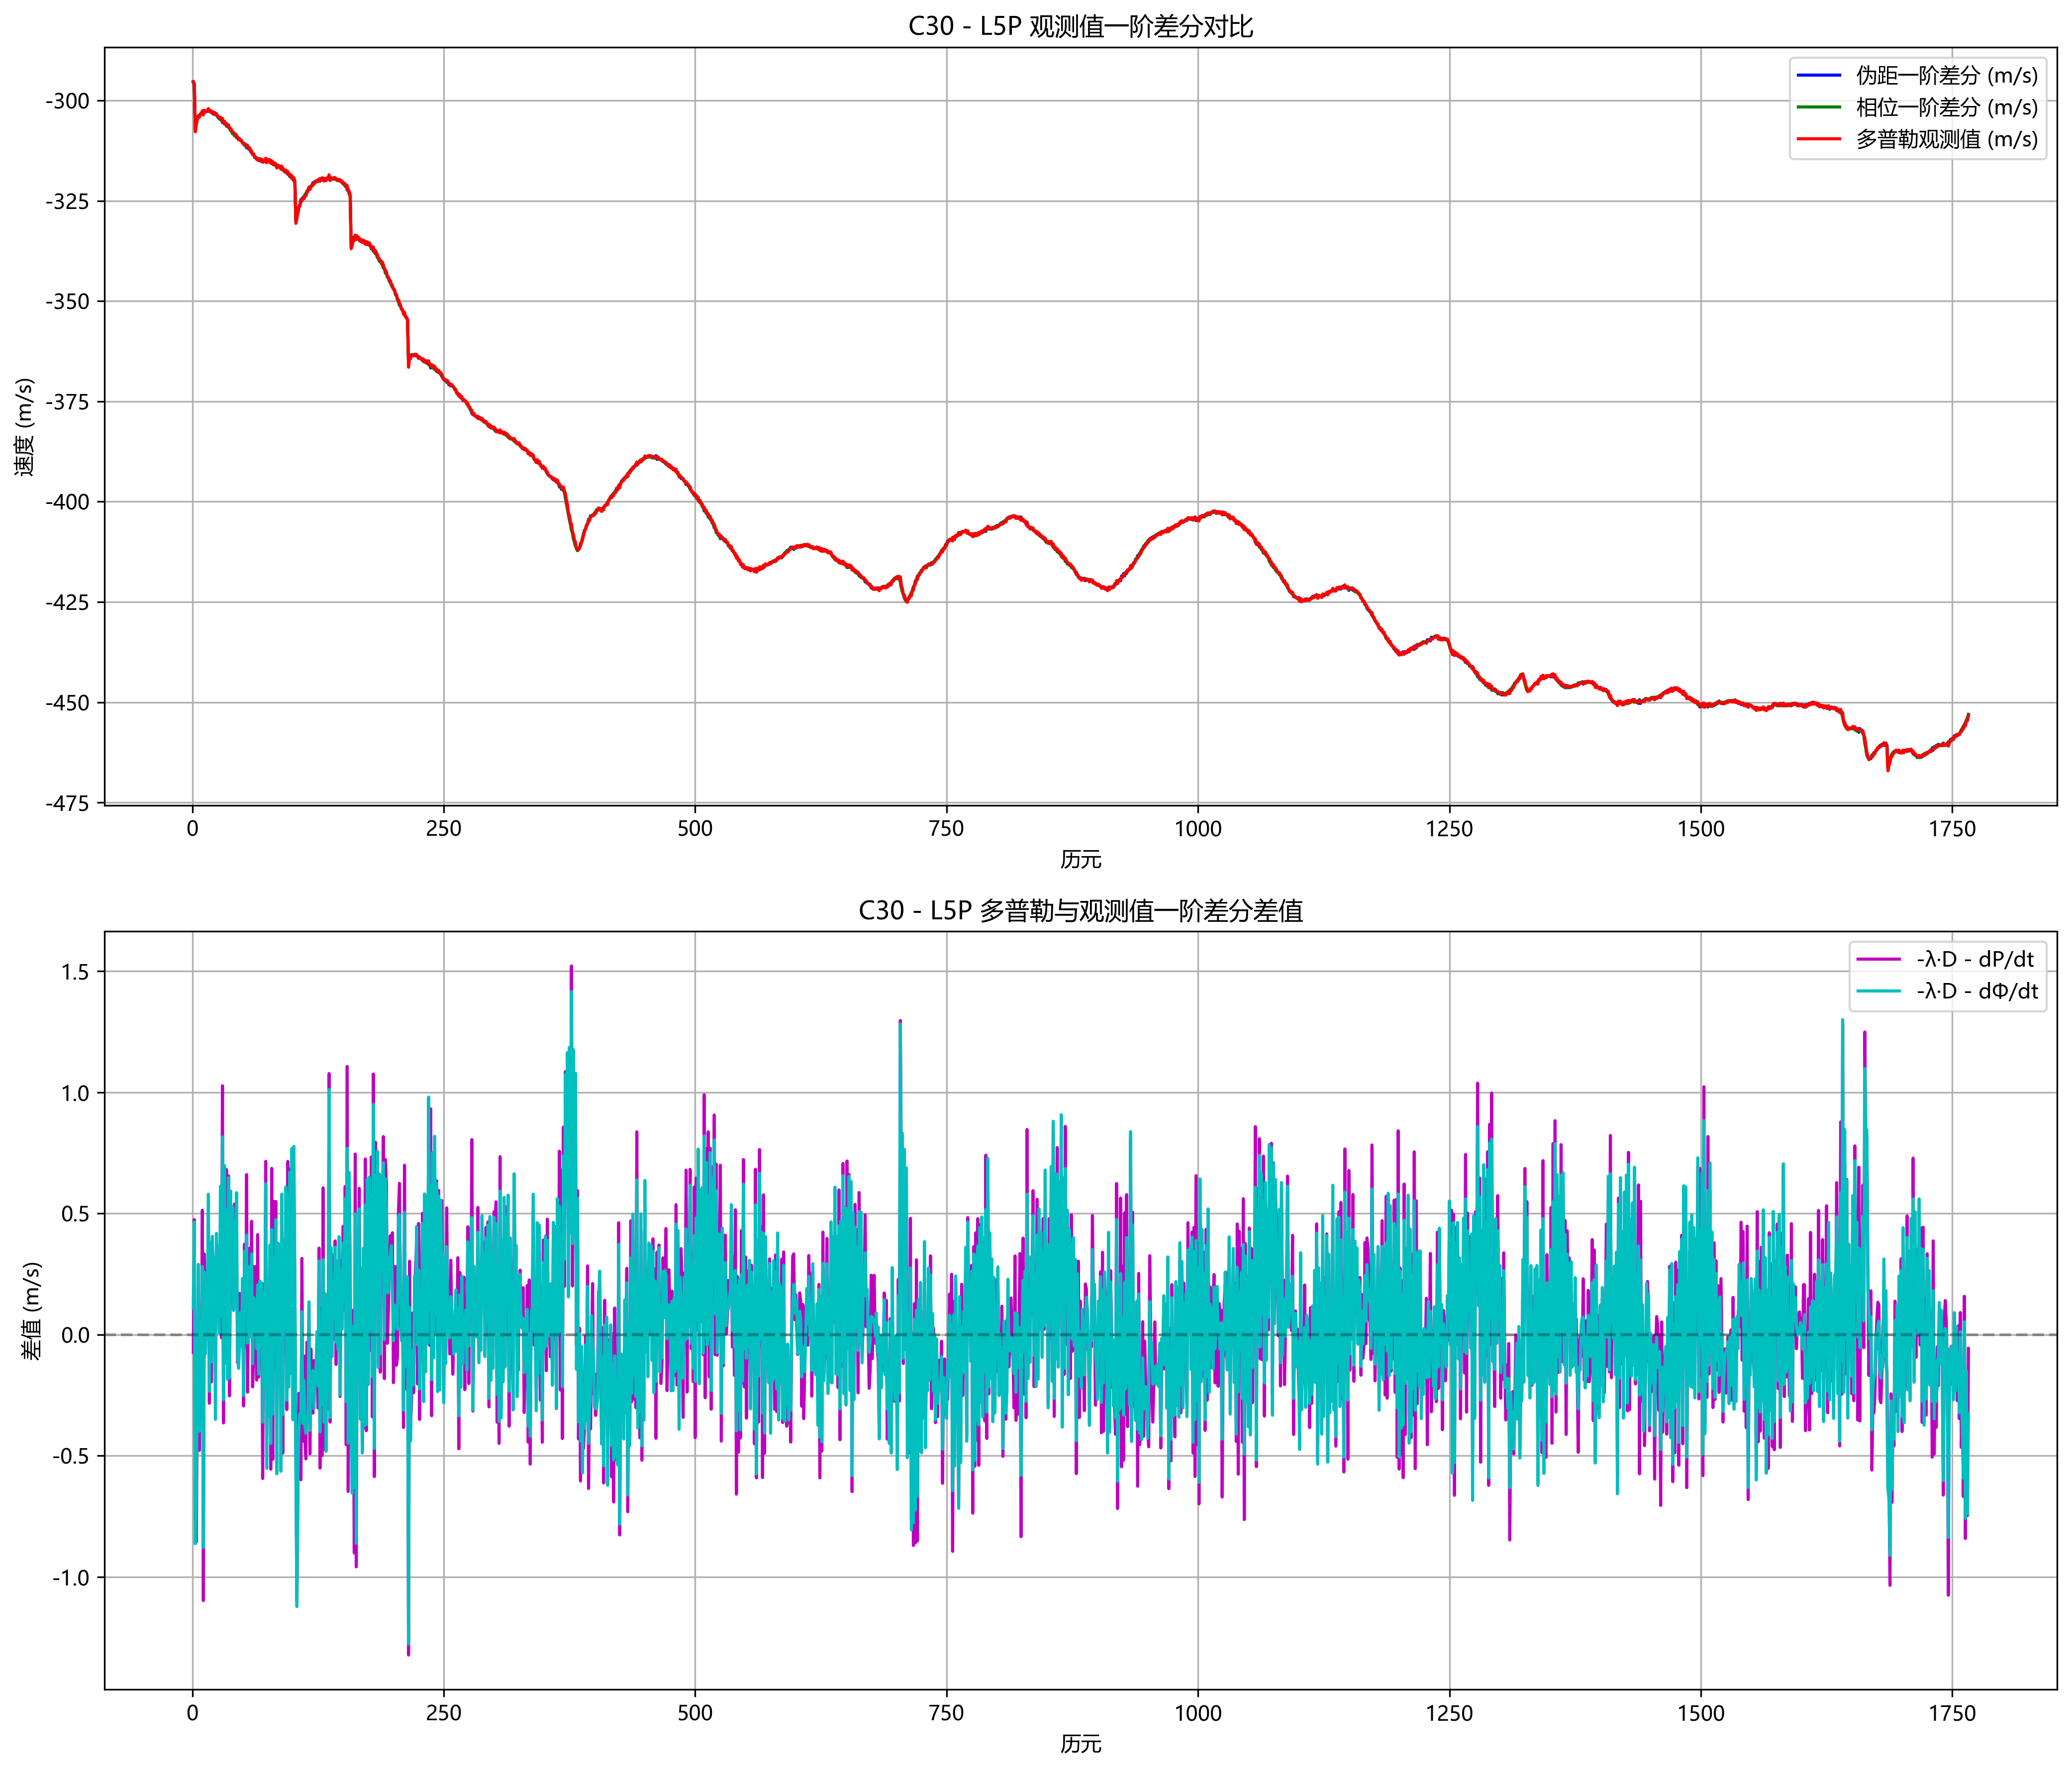 C30 - L5P 观测值一阶差分对比
伪距一阶差分 (m/s)
相位一阶差分 (m/s)
多普勒观测值 (m/s)
速度 (m/s)
-300
-325
-350
-375
-400
-425
-450
-475
0 250 500 750 1000 1250 1500 1750
历元
C30 - L5P 多普勒与观测值一阶差分差值
-λ·D - dP/dt
-λ·D - dΦ/dt
差值 (m/s)
1.5
1.0
0.5
0.0
-0.5
-1.0
0 250 500 750 1000 1250 1500 1750
历元